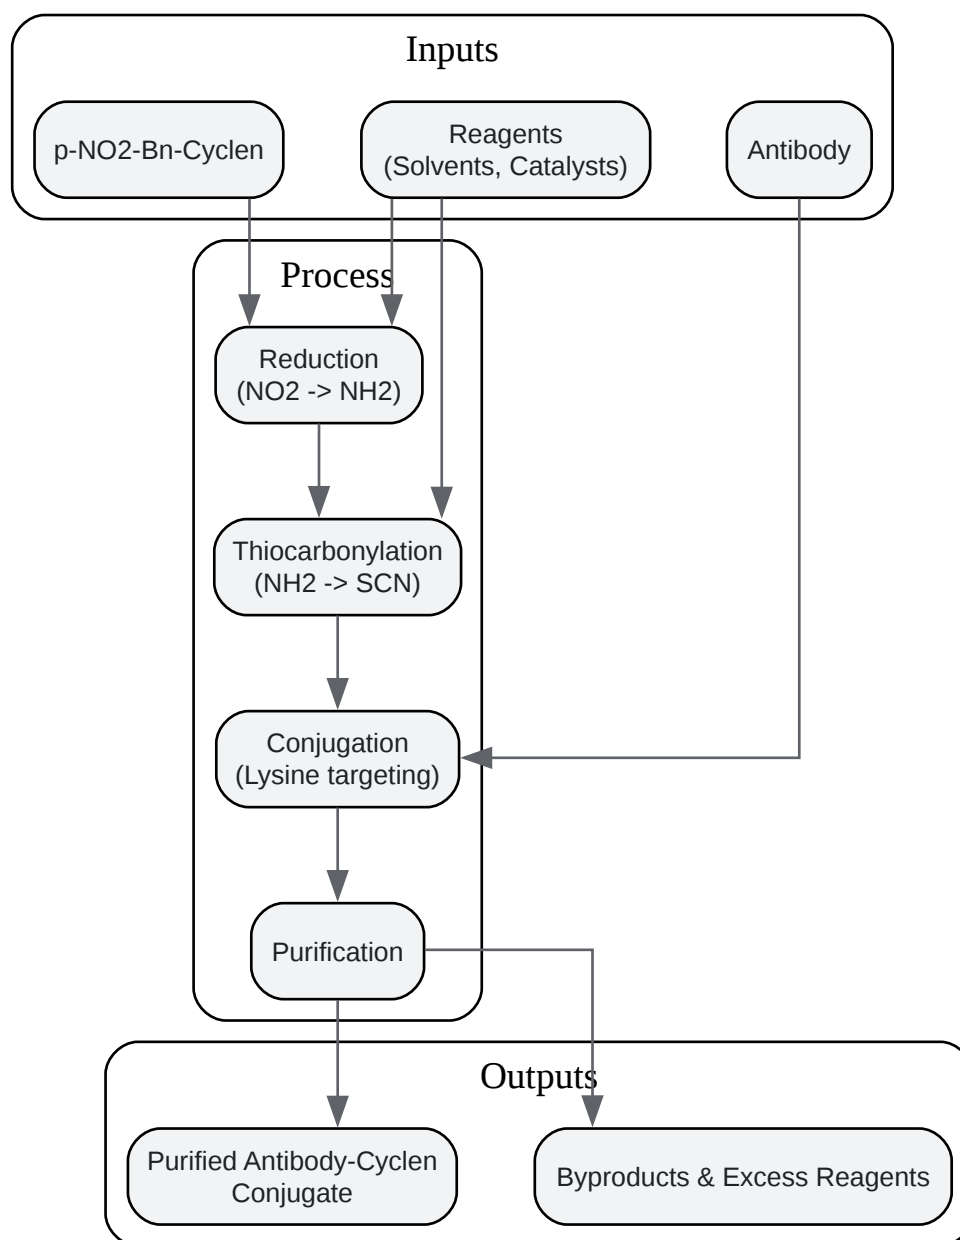 Inputs
p-NO2-Bn-Cyclen
Reagents
(Solvents, Catalysts)
Antibody
Process
Reduction
(NO2 -> NH2)
Thiocarbonylation
(NH2 -> SCN)
Conjugation
(Lysine targeting)
Purification
Outputs
Purified Antibody-Cyclen
Conjugate
Byproducts & Excess Reagents